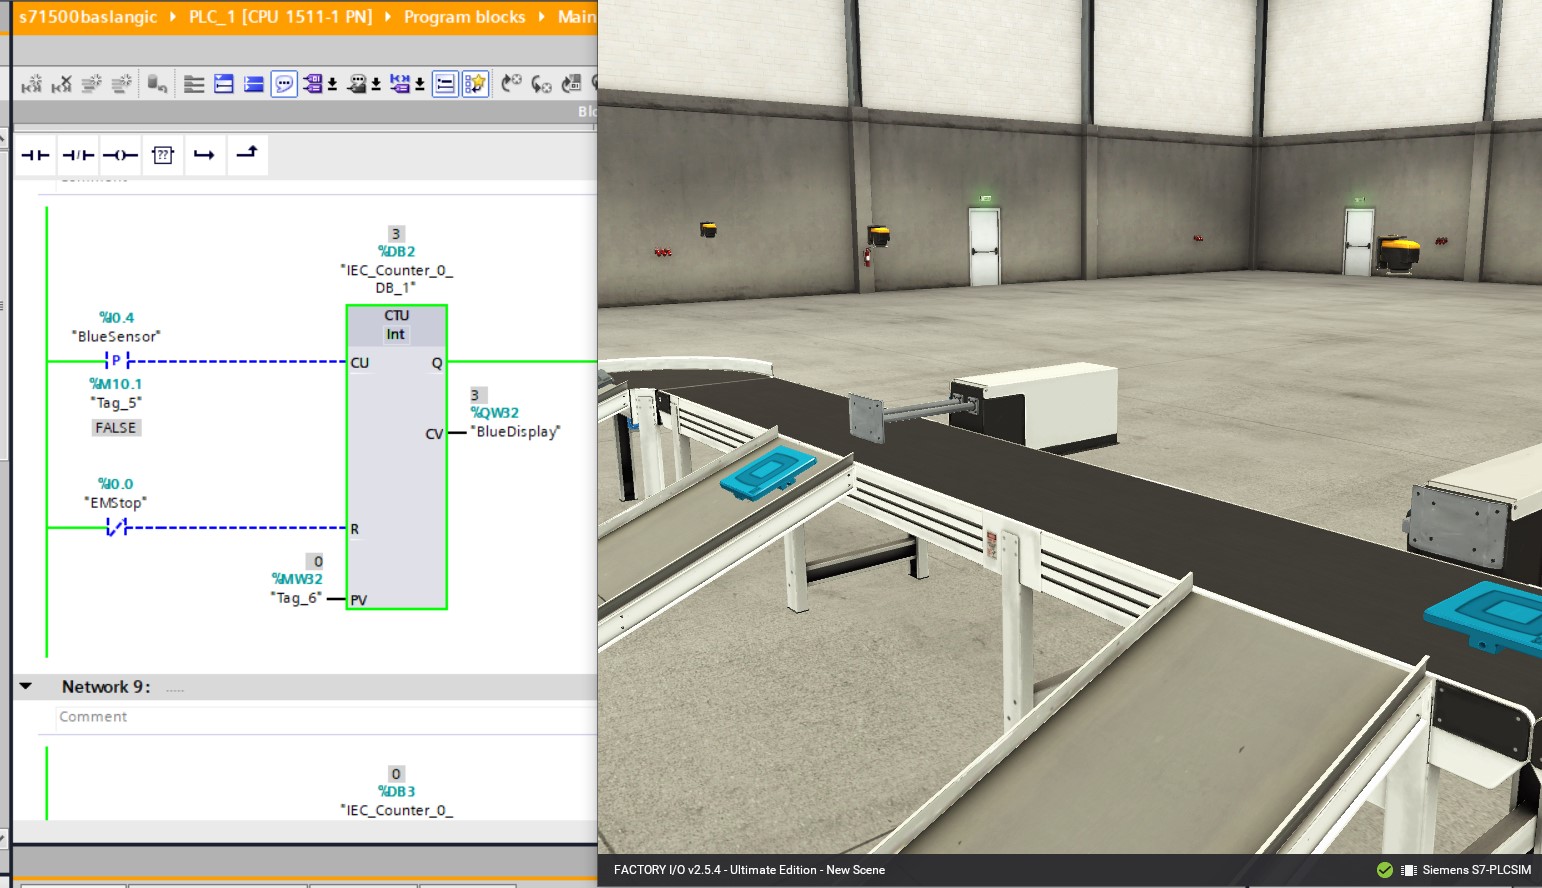 s71500baslangic ▸ PLC_1 [CPU 1511-1 PN] ▸ Program blocks ▸ Main
??
3
%DB2
"IEC_Counter_0_
DB_1"
CTU
Int
%I0.4
"BlueSensor"
P
CU
Q
%M10.1
"Tag_5"
FALSE
3
%QW32
CV
"BlueDisplay"
%I0.0
"EMStop"
R
0
%MW32
"Tag_6"
PV
Network 9: .....
Comment
0
%DB3
"IEC_Counter_0_
FACTORY I/O v2.5.4 - Ultimate Edition - New Scene
Siemens S7-PLCSIM